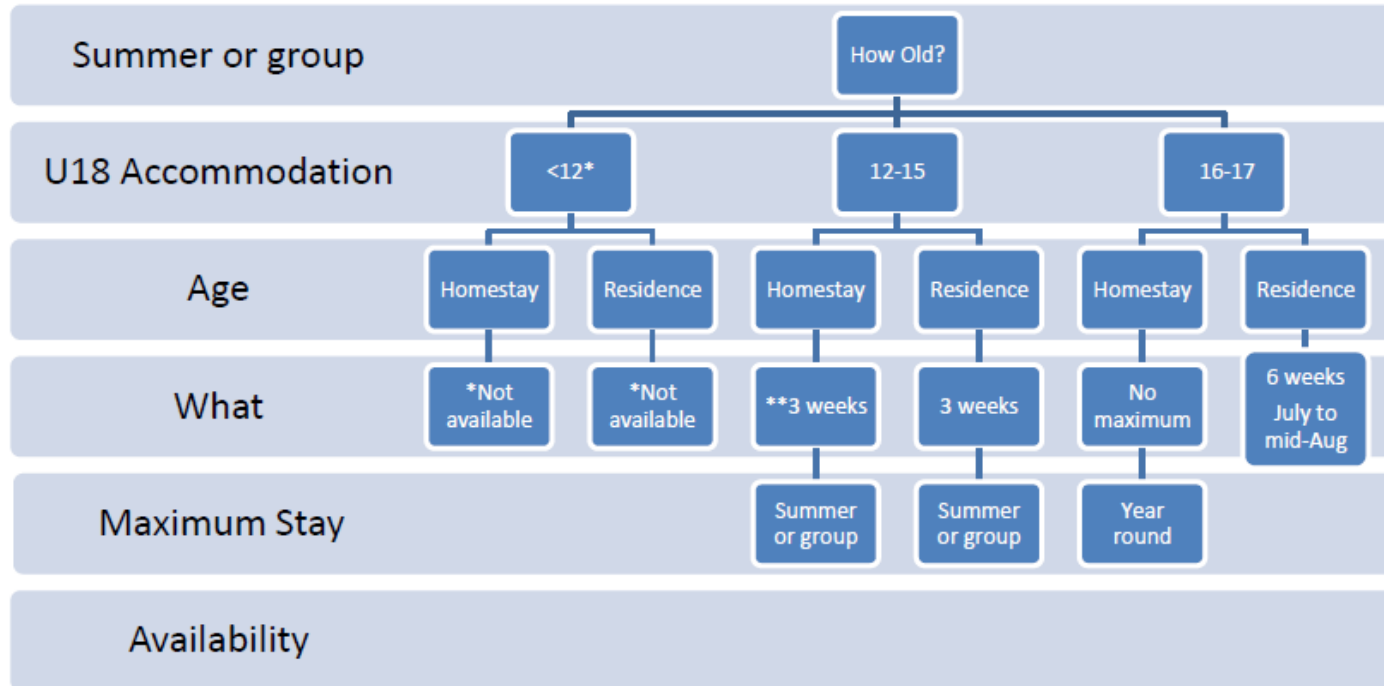 Summer or group
How Old?
U18 Accommodation
<12*
12-15
16-17
Age
Homestay
Residence
Homestay
Residence
Homestay
Residence
What
*Not
available
*Not
available
**3 weeks
3 weeks
No
maximum
6 weeks
July to
mid-Aug
Maximum Stay
Summer
or group
Summer
or group
Year
round
Availability